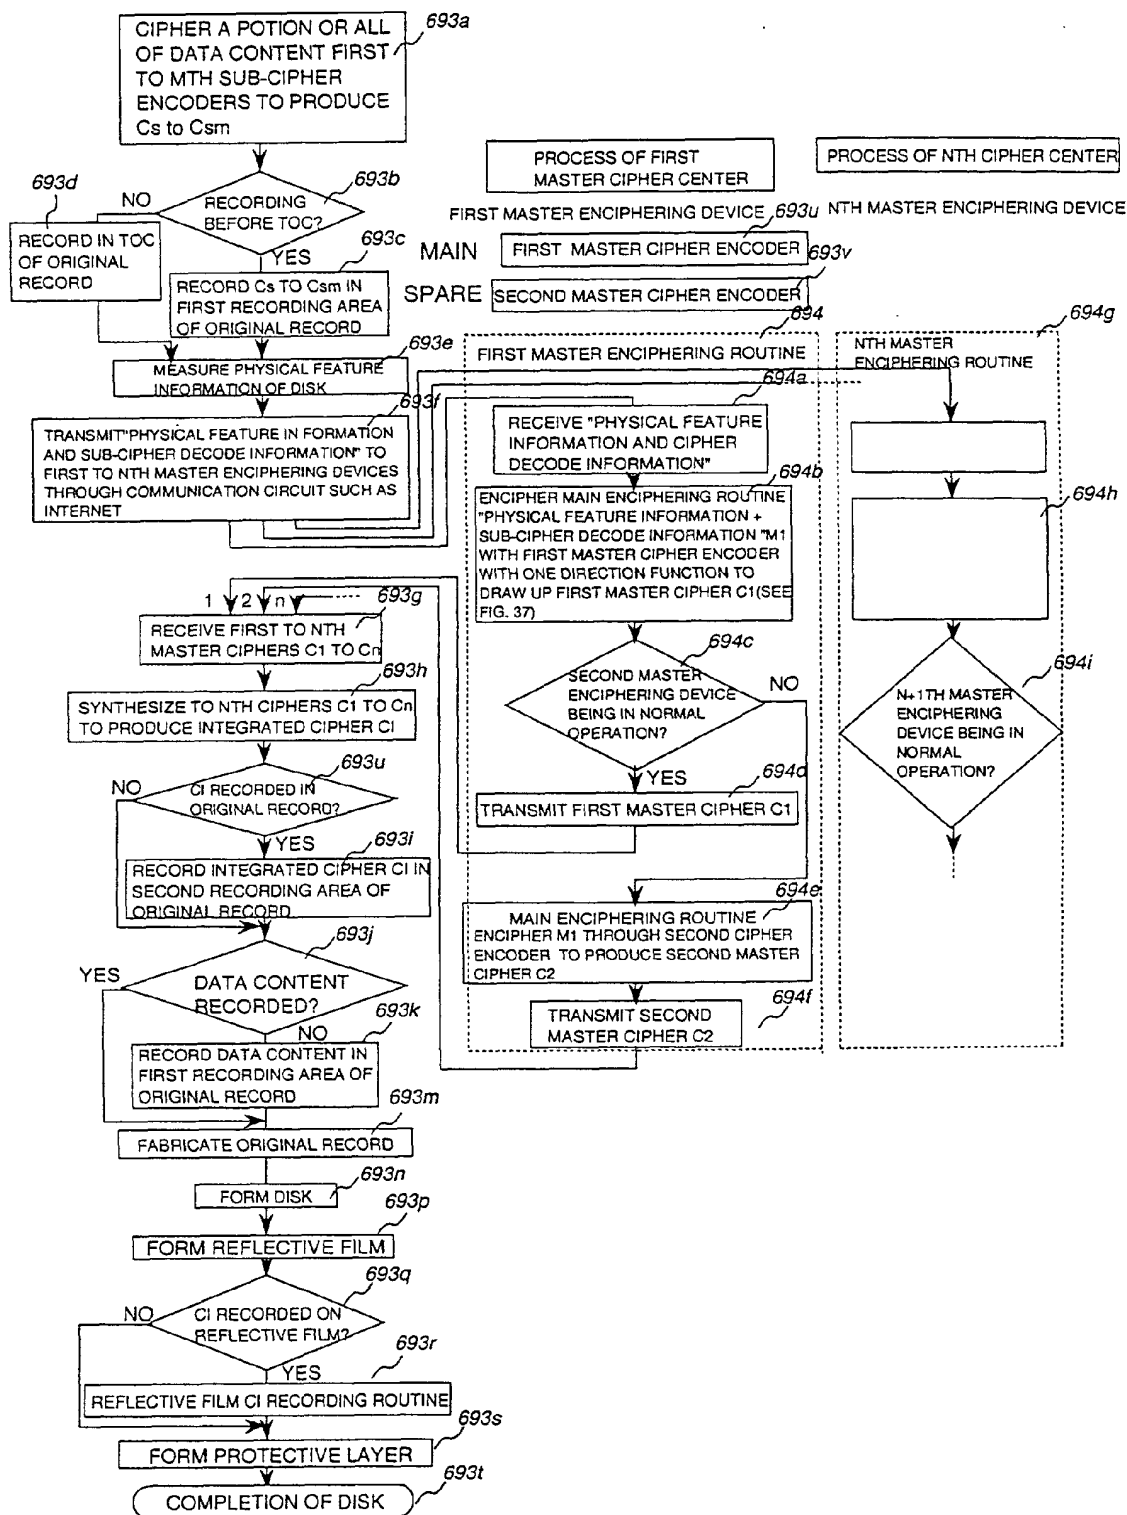 CIPHER A POTION OR ALL
OF DATA CONTENT FIRST
TO MTH SUB-CIPHER
ENCODERS TO PRODUCE
Cs to Csm
693a
693d
693b
NO
RECORDING
BEFORE TOC?
RECORD IN TOC
OF ORIGINAL
RECORD
YES
693c
RECORD Cs TO Csm IN
FIRST RECORDING AREA
OF ORIGINAL RECORD
693e
MEASURE PHYSICAL FEATURE
INFORMATION OF DISK
693f
TRANSMIT"PHYSICAL FEATURE IN FORMATION
AND SUB-CIPHER DECODE INFORMATION" TO
FIRST TO NTH MASTER ENCIPHERING DEVICES
THROUGH COMMUNICATION CIRCUIT SUCH AS
INTERNET
1 2 n
693g
RECEIVE FIRST TO NTH
MASTER CIPHERS C1 TO Cn
693h
SYNTHESIZE TO NTH CIPHERS C1 TO Cn
TO PRODUCE INTEGRATED CIPHER CI
693u
NO
CI RECORDED IN
ORIGINAL RECORD?
YES
693i
RECORD INTEGRATED CIPHER CI IN
SECOND RECORDING AREA OF
ORIGINAL RECORD
693j
YES
DATA CONTENT
RECORDED?
693k
NO
RECORD DATA CONTENT IN
FIRST RECORDING AREA OF
ORIGINAL RECORD
693m
FABRICATE ORIGINAL RECORD
693n
FORM DISK
693p
FORM REFLECTIVE FILM
693q
NO
CI RECORDED ON
REFLECTIVE FILM?
693r
YES
REFLECTIVE FILM CI RECORDING ROUTINE
693s
FORM PROTECTIVE LAYER
693t
COMPLETION OF DISK
PROCESS OF FIRST
MASTER CIPHER CENTER
FIRST MASTER ENCIPHERING DEVICE
693u
MAIN
FIRST MASTER CIPHER ENCODER
693v
SPARE
SECOND MASTER CIPHER ENCODER
694
FIRST MASTER ENCIPHERING ROUTINE
694a
RECEIVE "PHYSICAL FEATURE
INFORMATION AND CIPHER
DECODE INFORMATION"
694b
ENCIPHER MAIN ENCIPHERING ROUTINE
"PHYSICAL FEATURE INFORMATION +
SUB-CIPHER DECODE INFORMATION "M1
WITH FIRST MASTER CIPHER ENCODER
WITH ONE DIRECTION FUNCTION TO
DRAW UP FIRST MASTER CIPHER C1(SEE
FIG. 37)
694c
SECOND MASTER
ENCIPHERING DEVICE
BEING IN NORMAL
OPERATION?
NO
YES
694d
TRANSMIT FIRST MASTER CIPHER C1
694e
MAIN ENCIPHERING ROUTINE
ENCIPHER M1 THROUGH SECOND CIPHER
ENCODER TO PRODUCE SECOND MASTER
CIPHER C2
694f
TRANSMIT SECOND
MASTER CIPHER C2
PROCESS OF NTH CIPHER CENTER
NTH MASTER ENCIPHERING DEVICE
694g
NTH MASTER
ENCIPHERING ROUTINE
694h
694i
N+1TH MASTER
ENCIPHERING
DEVICE BEING IN
NORMAL
OPERATION?